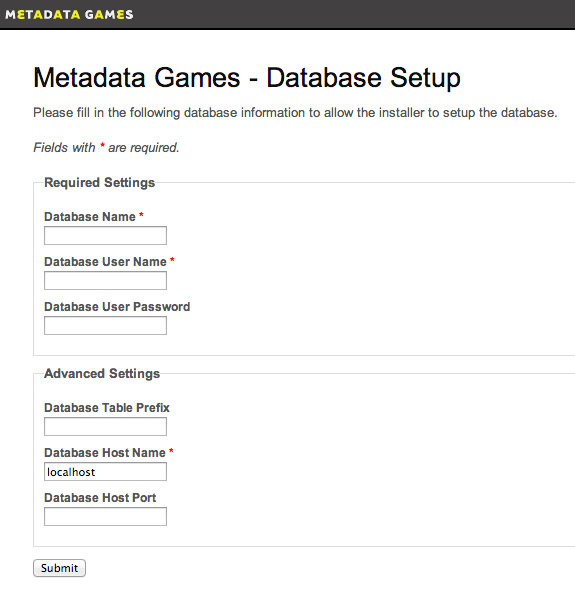 METADATA GAMES
Metadata Games - Database Setup
Please fill in the following database information to allow the installer to setup the database.
Fields with * are required.
Required Settings
Database Name *
Database User Name *
Database User Password
Advanced Settings
Database Table Prefix
Database Host Name *
localhost
Database Host Port
Submit